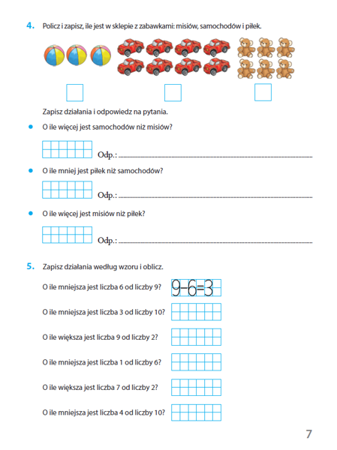 4. Policz i zapisz, ile jest w sklepie z zabawkami: misiów, samochodów i piłek.
Zapisz działania i odpowiedz na pytania.
• O ile więcej jest samochodów niż misiów?
Odp.:
• O ile mniej jest piłek niż samochodów?
Odp.:
• O ile więcej jest misiów niż piłek?
Odp.:
5. Zapisz działania według wzoru i oblicz.
O ile mniejsza jest liczba 6 od liczby 9? 9-6=3
O ile mniejsza jest liczba 3 od liczby 10?
O ile większa jest liczba 9 od liczby 2?
O ile mniejsza jest liczba 1 od liczby 6?
O ile większa jest liczba 7 od liczby 2?
O ile mniejsza jest liczba 4 od liczby 10?
7